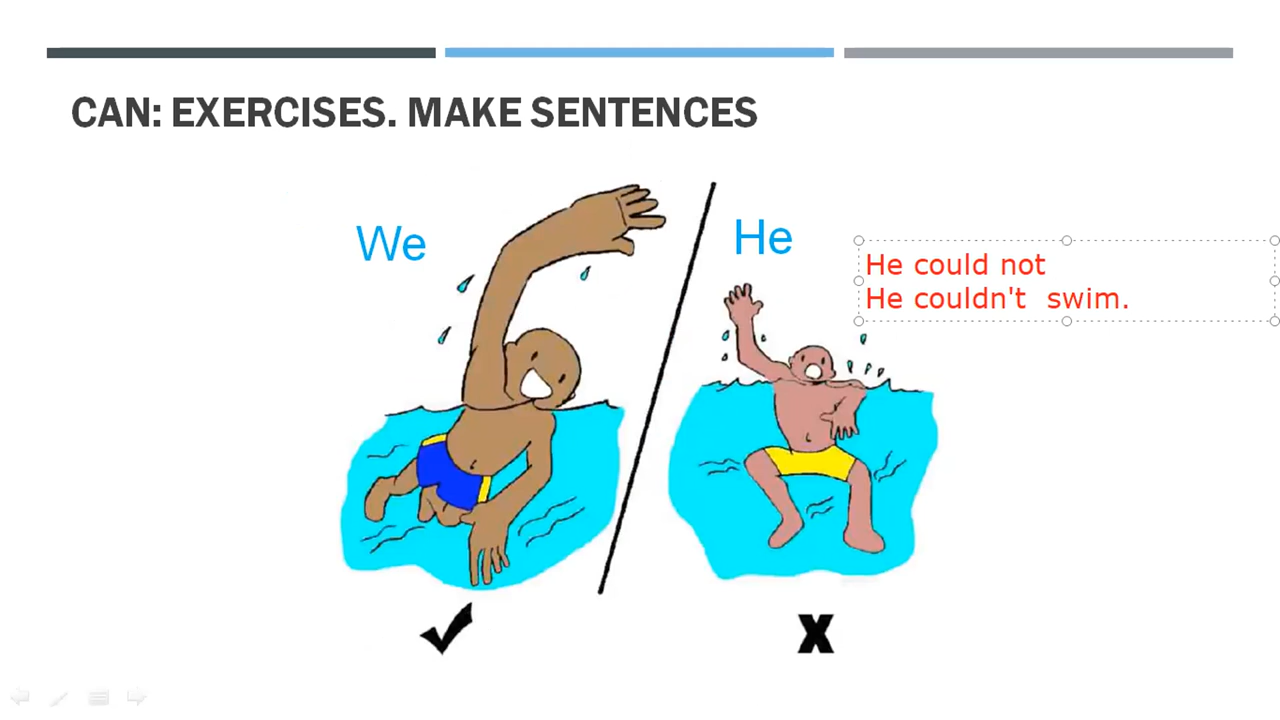 CAN: EXERCISES. MAKE SENTENCES
We
He
He could not
He couldn't  swim.
X